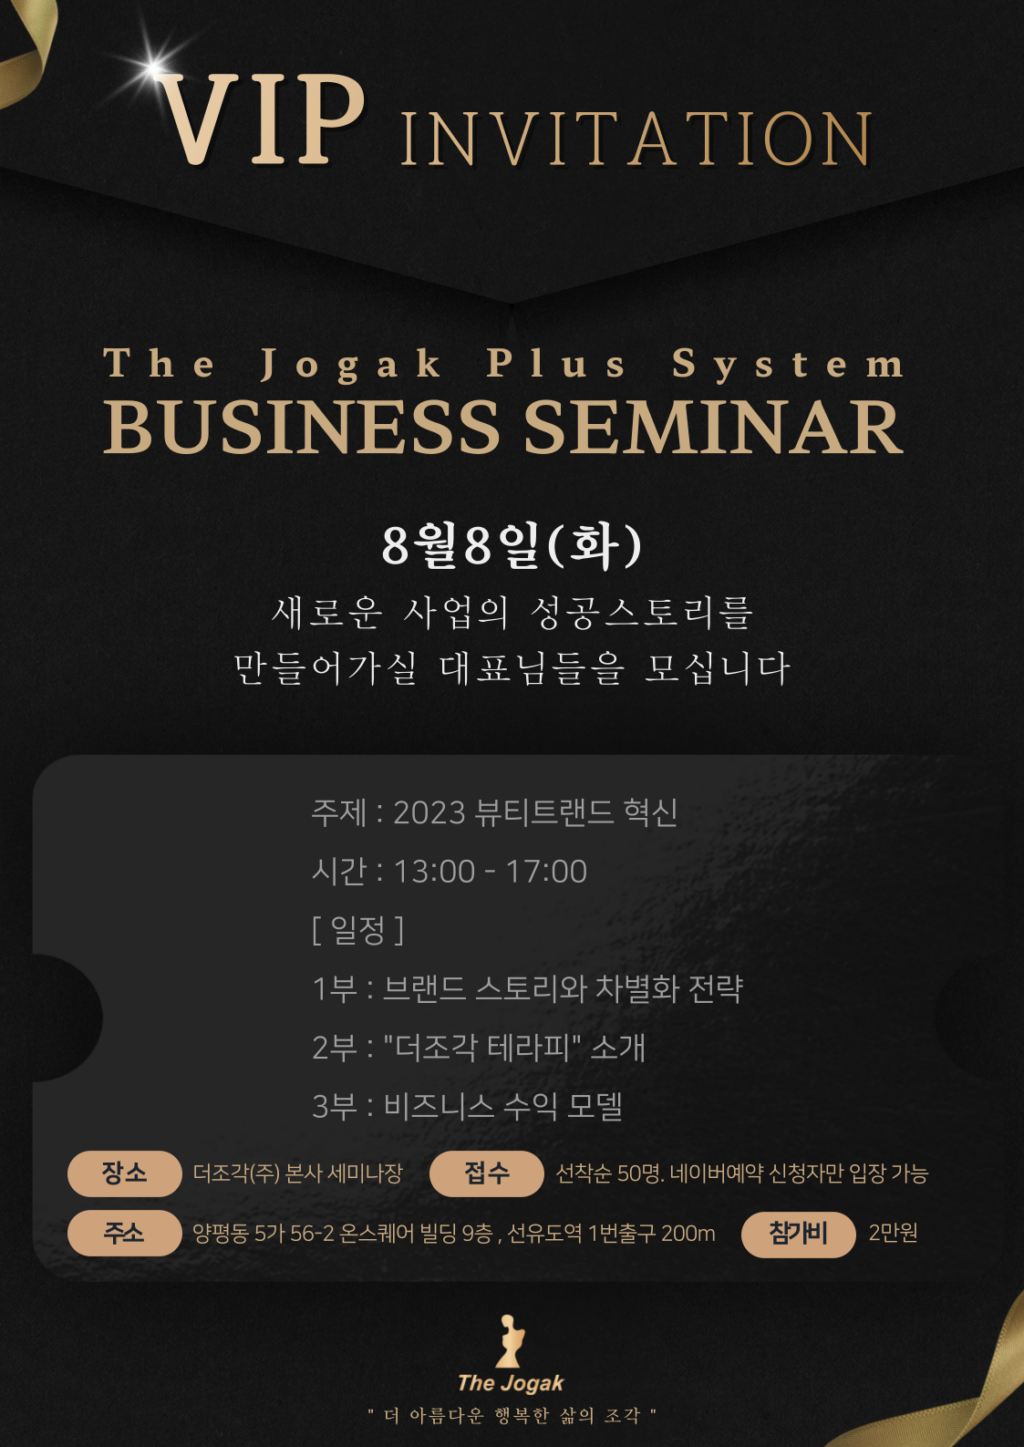 VIP INVITATION
The Jogak Plus System
BUSINESS SEMINAR
8월8일(화)
새로운 사업의 성공스토리를
만들어가실 대표님들을 모십니다
주제 : 2023 뷰티트랜드 혁신
시간 : 13:00 - 17:00
[ 일정 ]
1부 : 브랜드 스토리와 차별화 전략
2부 : "더조각 테라피" 소개
3부 : 비즈니스 수익 모델
장소 더조각(주) 본사 세미나장 접수 선착순 50명. 네이버예약 신청자만 입장 가능
주소 양평동 5가 56-2 온스퀘어 빌딩 9층 , 선유도역 1번출구 200m 참가비 2만원
The Jogak
" 더 아름다운 행복한 삶의 조각 "